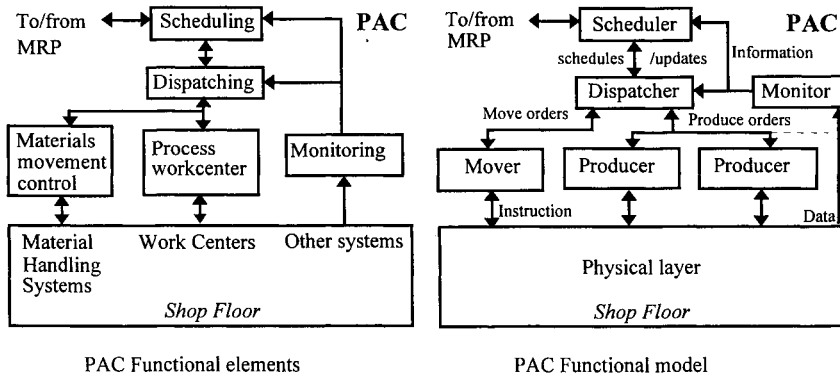 To/from
MRP
Scheduling
PAC
Dispatching
Materials
movement
control
Process
workcenter
Monitoring
Material
Handling
Systems
Work Centers
Other systems
Shop Floor
PAC Functional elements
To/from
MRP
Scheduler
PAC
schedules
/updates
Information
Dispatcher
Monitor
Move orders
Produce orders
Mover
Producer
Producer
Instruction
Data
Physical layer
Shop Floor
PAC Functional model